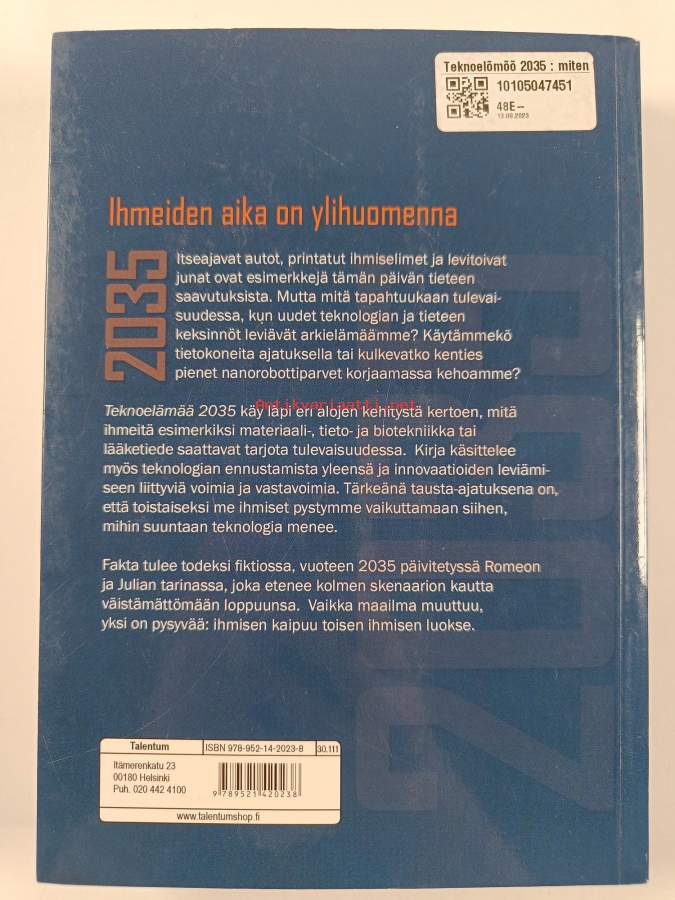 Teknoelömöö 2035 : miten
10105047451
48E–
13.06.2023
Ihmeiden aika on ylihuomenna
2035
Itseajavat autot, printatut ihmiselimet ja levitoivat
junat ovat esimerkkejä tämän päivän tieteen
saavutuksista. Mutta mitä tapahtuukaan tulevai-
suudessa, kun uudet teknologian ja tieteen
keksinnöt leviävät arkielämäämme? Käytämmekö
tietokoneita ajatuksella tai kulkevatko kenties
pienet nanorobottiparvet korjaamassa kehoamme?
Antikvariaatti.net
Teknoelämää 2035 käy läpi eri alojen kehitystä kertoen, mitä
ihmeitä esimerkiksi materiaali-, tieto- ja biotekniikka tai
lääketiede saattavat tarjota tulevaisuudessa. Kirja käsittelee
myös teknologian ennustamista yleensä ja innovaatioiden leviämi-
seen liittyviä voimia ja vastavoimia. Tärkeänä tausta-ajatuksena on,
että toistaiseksi me ihmiset pystymme vaikuttamaan siihen,
mihin suuntaan teknologia menee.
Fakta tulee todeksi fiktiossa, vuoteen 2035 päivitetyssä Romeon
ja Julian tarinassa, joka etenee kolmen skenaarion kautta
väistämättömään loppuunsa. Vaikka maailma muuttuu,
yksi on pysyvää: ihmisen kaipuu toisen ihmisen luokse.
2035
Talentum
ISBN 978-952-14-2023-8
30.111
Itämerenkatu 23
00180 Helsinki
Puh. 020 442 4100
9 789521 420238
www.talentumshop.fi